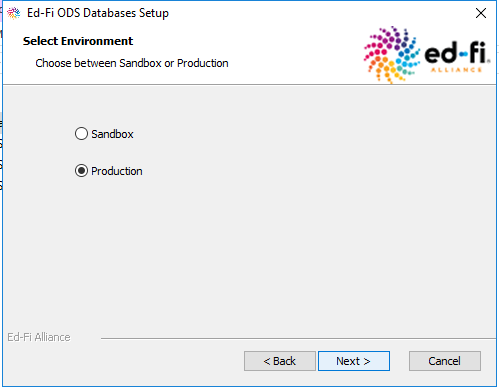 Ed-Fi ODS Databases Setup
Select Environment
Choose between Sandbox or Production
ed-fi
ALLIANCE
Sandbox
Production
Ed-Fi Alliance
< Back
Next >
Cancel